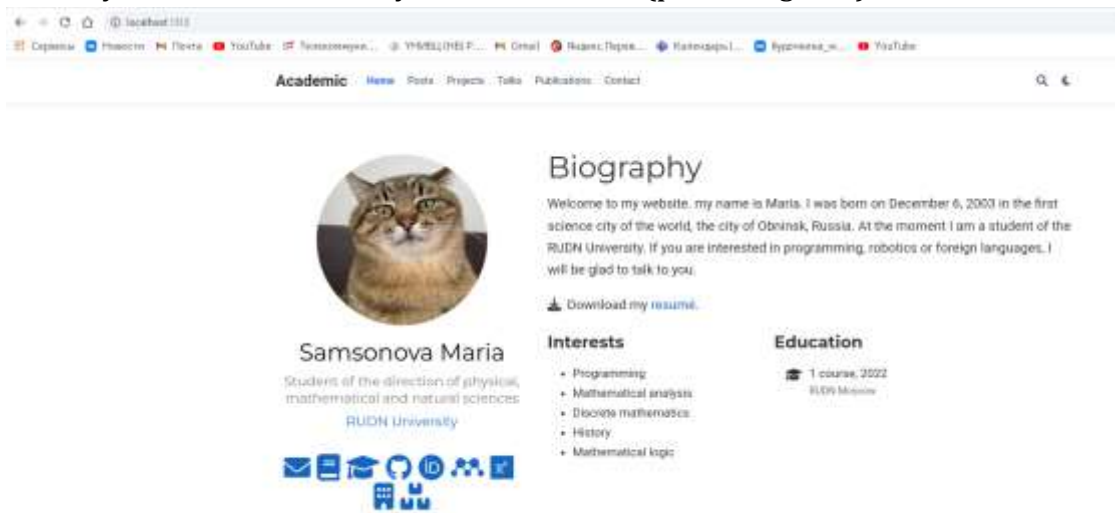 localhost:1313
Сервисы Новости Почта YouTube Gmail YouTube
Academic Home Posts Projects Talks Publications Contact
Biography
Welcome to my website. my name is Maria. I was born on December 6, 2003 in the first
science city of the world, the city of Obninsk, Russia. At the moment I am a student of the
RUDN University. If you are interested in programming, robotics or foreign languages, I
will be glad to talk to you.
Download my resumé.
Samsonova Maria
Student of the direction of physical,
mathematical and natural sciences
RUDN University
Interests
Programming
Mathematical analysis
Discrete mathematics
History
Mathematical logic
Education
1 course, 2022
RUDN Moscow